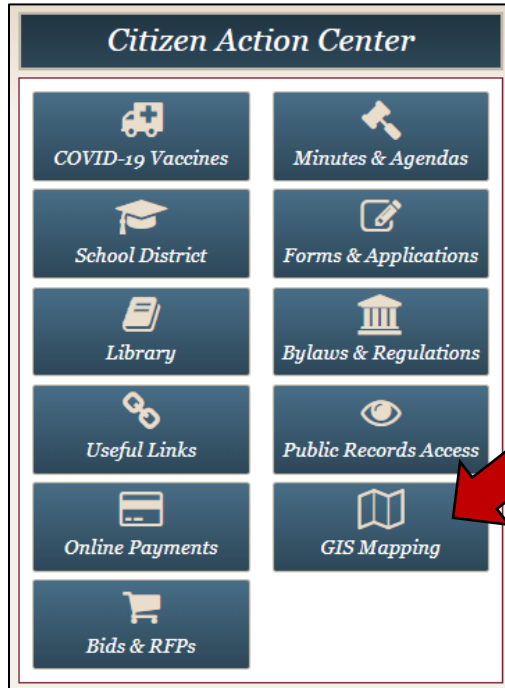 Citizen Action Center
COVID-19 Vaccines
Minutes & Agendas
School District
Forms & Applications
Library
Bylaws & Regulations
Useful Links
Public Records Access
Online Payments
GIS Mapping
Bids & RFPs